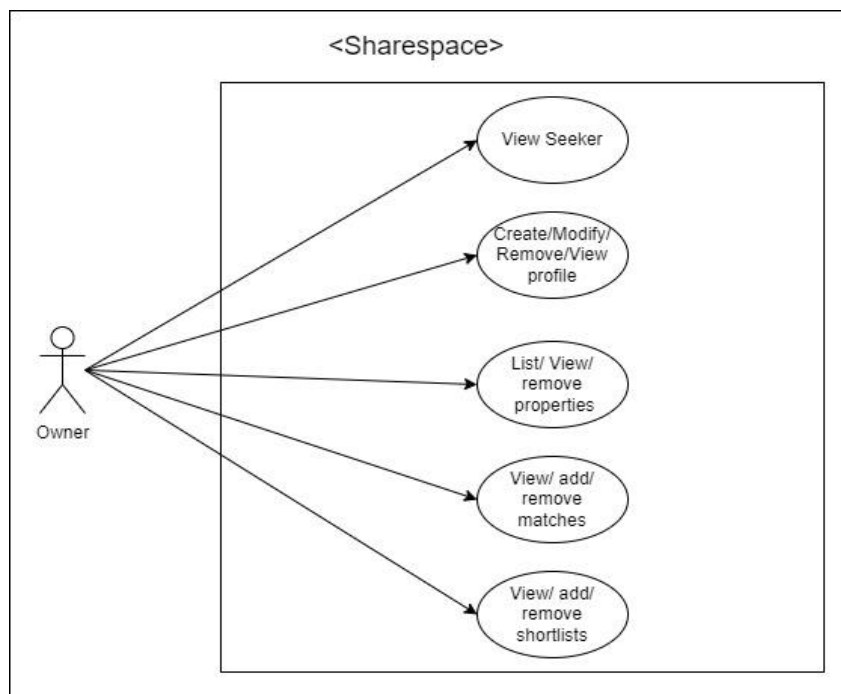 <Sharespace>
View Seeker
Create/Modify/
Remove/View
profile
List/ View/
remove
properties
Owner
View/ add/
remove
matches
View/ add/
remove
shortlists